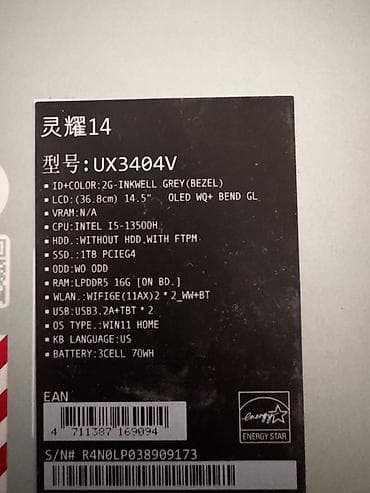 灵耀14
型号:UX3404V
▪ ID+COLOR:2G-INKWELL GREY(BEZEL)
▪ LCD:(36.8cm) 14.5" OLED WQ+ BEND GL
▪ VRAM:N/A
▪ CPU:INTEL I5-13500H
▪ HDD.:WITHOUT HDD,WITH FTPM
▪ SSD.:1TB PCIEG4
▪ ODD:WO ODD
▪ RAM:LPDDR5 16G [ON BD.]
▪ WLAN.:WIFI6E(11AX)2*2_WW+BT
▪ USB:USB3.2A+TBT*2
▪ OS TYPE.:WIN11 HOME
▪ KB LANGUAGE:US
▪ BATTERY:3CELL 70WH
EAN
4 711387 169094
energy
ENERGY STAR
S/N# R4N0LP038909173